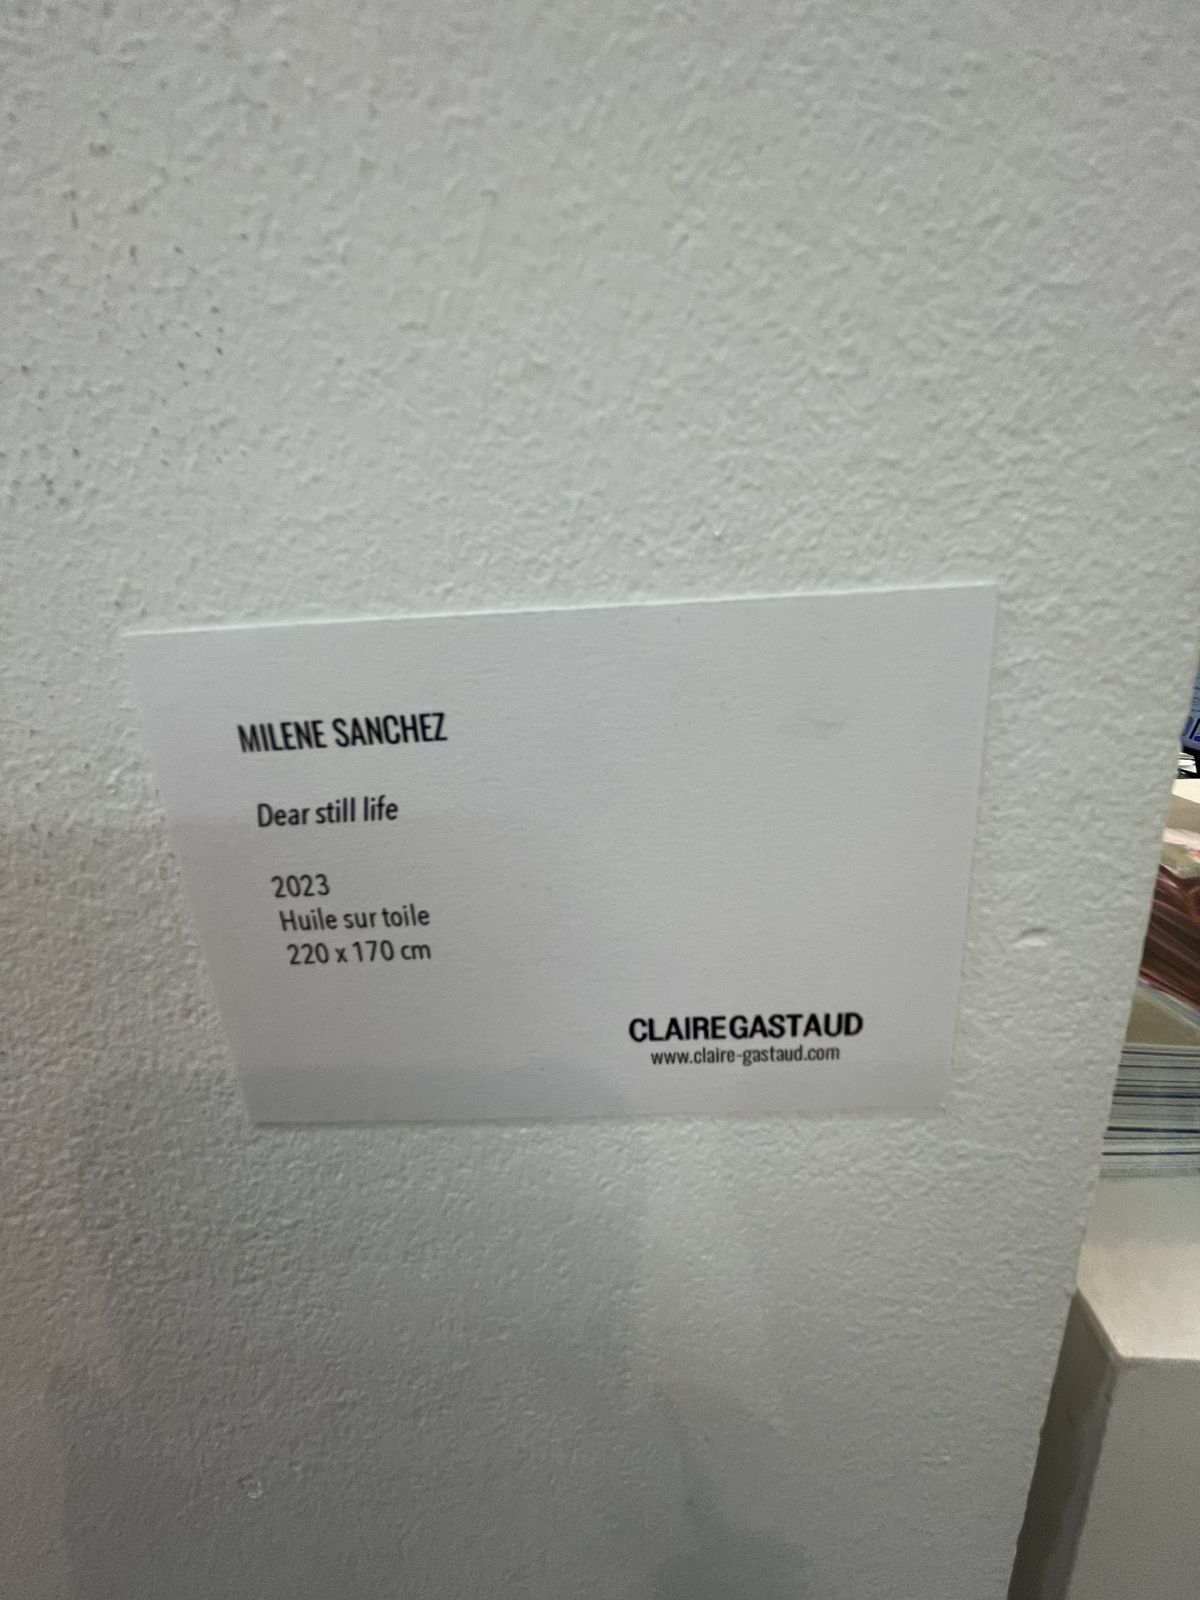 MILENE SANCHEZ
Dear still life
2023
Huile sur toile
220 x 170 cm
CLAIREGASTAUD
www.claire-gastaud.com